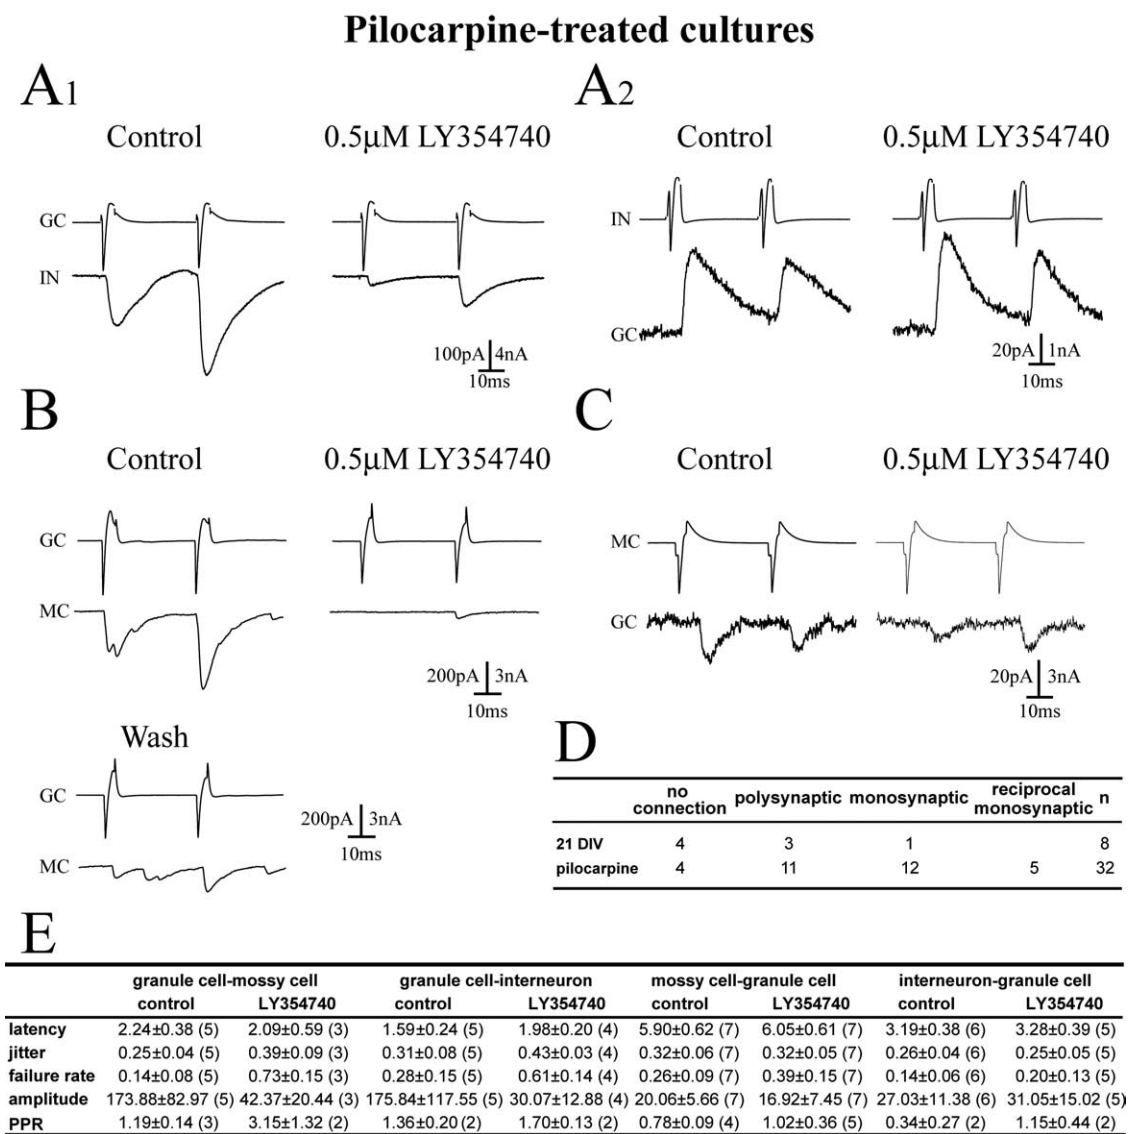 Pilocarpine-treated cultures
A1
Control 0.5μM LY354740
GC
IN
100pA 4nA
10ms
A2
Control 0.5μM LY354740
IN
GC
20pA 1nA
10ms
B
Control 0.5μM LY354740
GC
MC
200pA 3nA
10ms
Wash
GC
200pA 3nA
10ms
MC
C
Control 0.5μM LY354740
MC
GC
20pA 3nA
10ms
D
no connection polysynaptic monosynaptic reciprocal monosynaptic n
21 DIV 4 3 1 8
pilocarpine 4 11 12 5 32
E
granule cell-mossy cell granule cell-interneuron mossy cell-granule cell interneuron-granule cell
control LY354740 control LY354740 control LY354740 control LY354740
latency 2.24±0.38 (5) 2.09±0.59 (3) 1.59±0.24 (5) 1.98±0.20 (4) 5.90±0.62 (7) 6.05±0.61 (7) 3.19±0.38 (6) 3.28±0.39 (5)
jitter 0.25±0.04 (5) 0.39±0.09 (3) 0.31±0.08 (5) 0.43±0.03 (4) 0.32±0.06 (7) 0.32±0.05 (7) 0.26±0.04 (6) 0.25±0.05 (5)
failure rate 0.14±0.08 (5) 0.73±0.15 (3) 0.28±0.15 (5) 0.61±0.14 (4) 0.26±0.09 (7) 0.39±0.15 (7) 0.14±0.06 (6) 0.20±0.13 (5)
amplitude 173.88±82.97 (5) 42.37±20.44 (3) 175.84±117.55 (5) 30.07±12.88 (4) 20.06±5.66 (7) 16.92±7.45 (7) 27.03±11.38 (6) 31.05±15.02 (5)
PPR 1.19±0.14 (3) 3.15±1.32 (2) 1.36±0.20 (2) 1.70±0.13 (2) 0.78±0.09 (4) 1.02±0.36 (5) 0.34±0.27 (2) 1.15±0.44 (2)